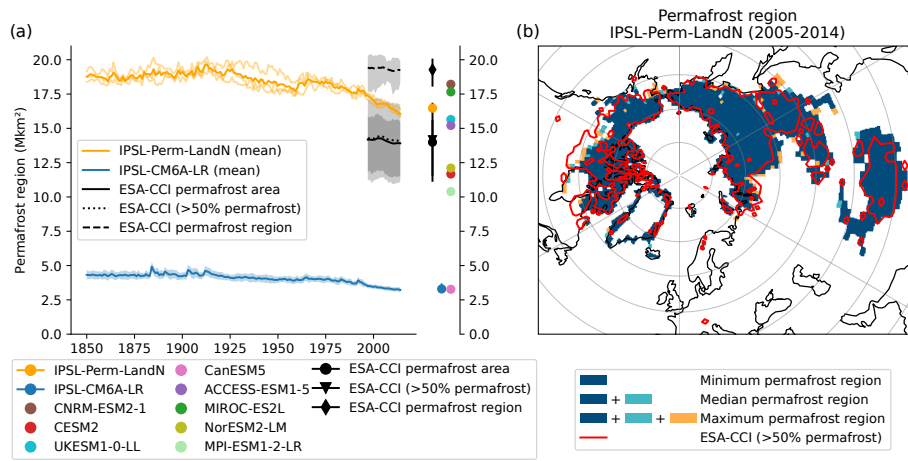 (a)
Permafrost region (Mkm²)
20.0
17.5
15.0
12.5
10.0
7.5
5.0
2.5
0.0
1850
1875
1900
1925
1950
1975
2000
IPSL-Perm-LandN (mean)
IPSL-CM6A-LR (mean)
ESA-CCI permafrost area
ESA-CCI (>50% permafrost)
ESA-CCI permafrost region
20.0
17.5
15.0
12.5
10.0
7.5
5.0
2.5
0.0
IPSL-Perm-LandN
IPSL-CM6A-LR
CNRM-ESM2-1
CESM2
UKESM1-0-LL
CanESM5
ACCESS-ESM1-5
MIROC-ES2L
NorESM2-LM
MPI-ESM1-2-LR
ESA-CCI permafrost area
ESA-CCI (>50% permafrost)
ESA-CCI permafrost region
(b)
Permafrost region
IPSL-Perm-LandN (2005-2014)
Minimum permafrost region
+ Median permafrost region
+ + Maximum permafrost region
ESA-CCI (>50% permafrost)